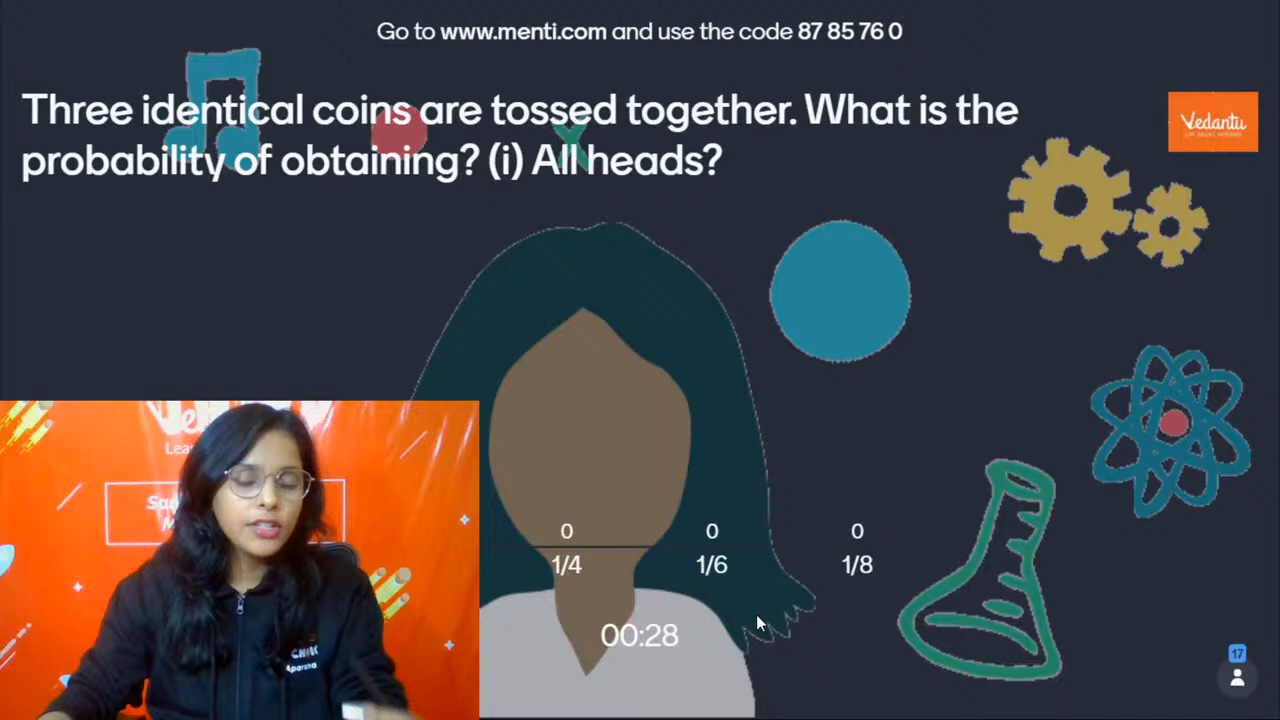 Go to www.menti.com and use the code 87 85 76 0
Three identical coins are tossed together. What is the
probability of obtaining? (i) All heads?
Vedantu
0
0
0
1/4
1/6
1/8
00:28
17
Aparana